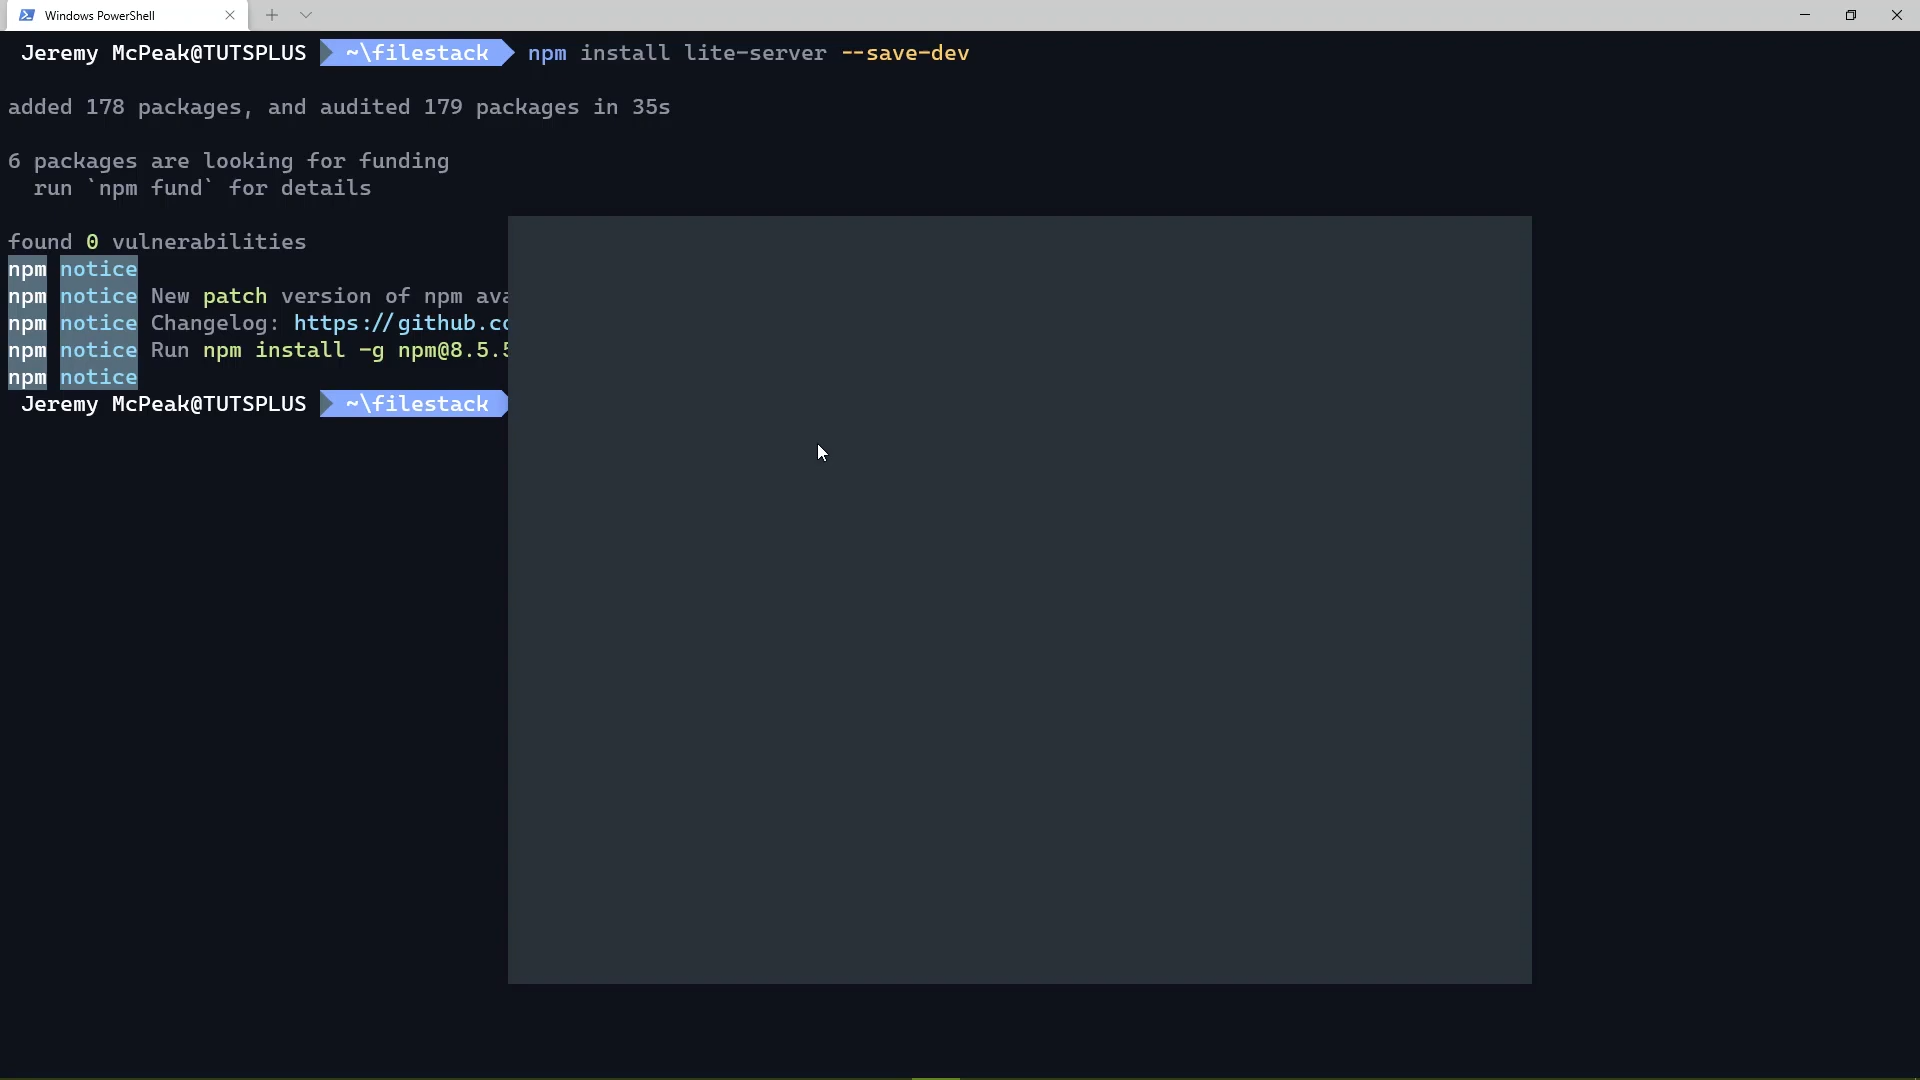 Windows PowerShell
Jeremy McPeak@TUTSPLUS ~\filestack npm install lite-server --save-dev
added 178 packages, and audited 179 packages in 35s
6 packages are looking for funding
run `npm fund` for details
found 0 vulnerabilities
npm notice
npm notice New patch version of npm
npm notice Changelog: https://github.
npm notice Run npm install -g npm@8.5.5
npm notice
Jeremy McPeak@TUTSPLUS ~\filestack